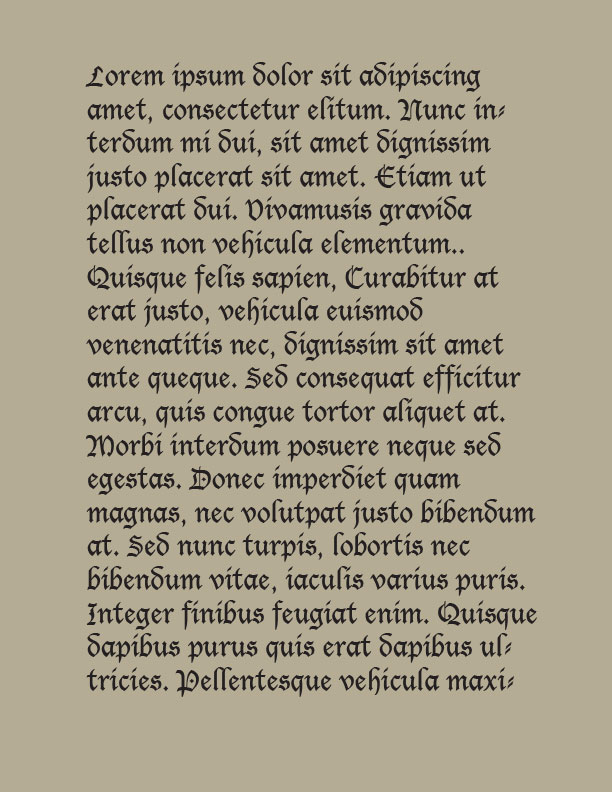 Lorem ipsum dolor sit adipiscing
amet, consectetur elitum. Nunc in-
terdum mi dui, sit amet dignissim
justo placerat sit amet. Etiam ut
placerat dui. Vivamusis gravida
tellus non vehicula elementum..
Quisque felis sapien, Curabitur at
erat justo, vehicula euismod
venenatitis nec, dignissim sit amet
ante queque. Sed consequat efficitur
arcu, quis congue tortor aliquet at.
Morbi interdum posuere neque sed
egestas. Donec imperdiet quam
magnas, nec volutpat justo bibendum
at. Sed nunc turpis, lobortis nec
bibendum vitae, iaculis varius puris.
Integer finibus feugiat enim. Quisque
dapibus purus quis erat dapibus ul-
tricies. Pellentesque vehicula maxi-